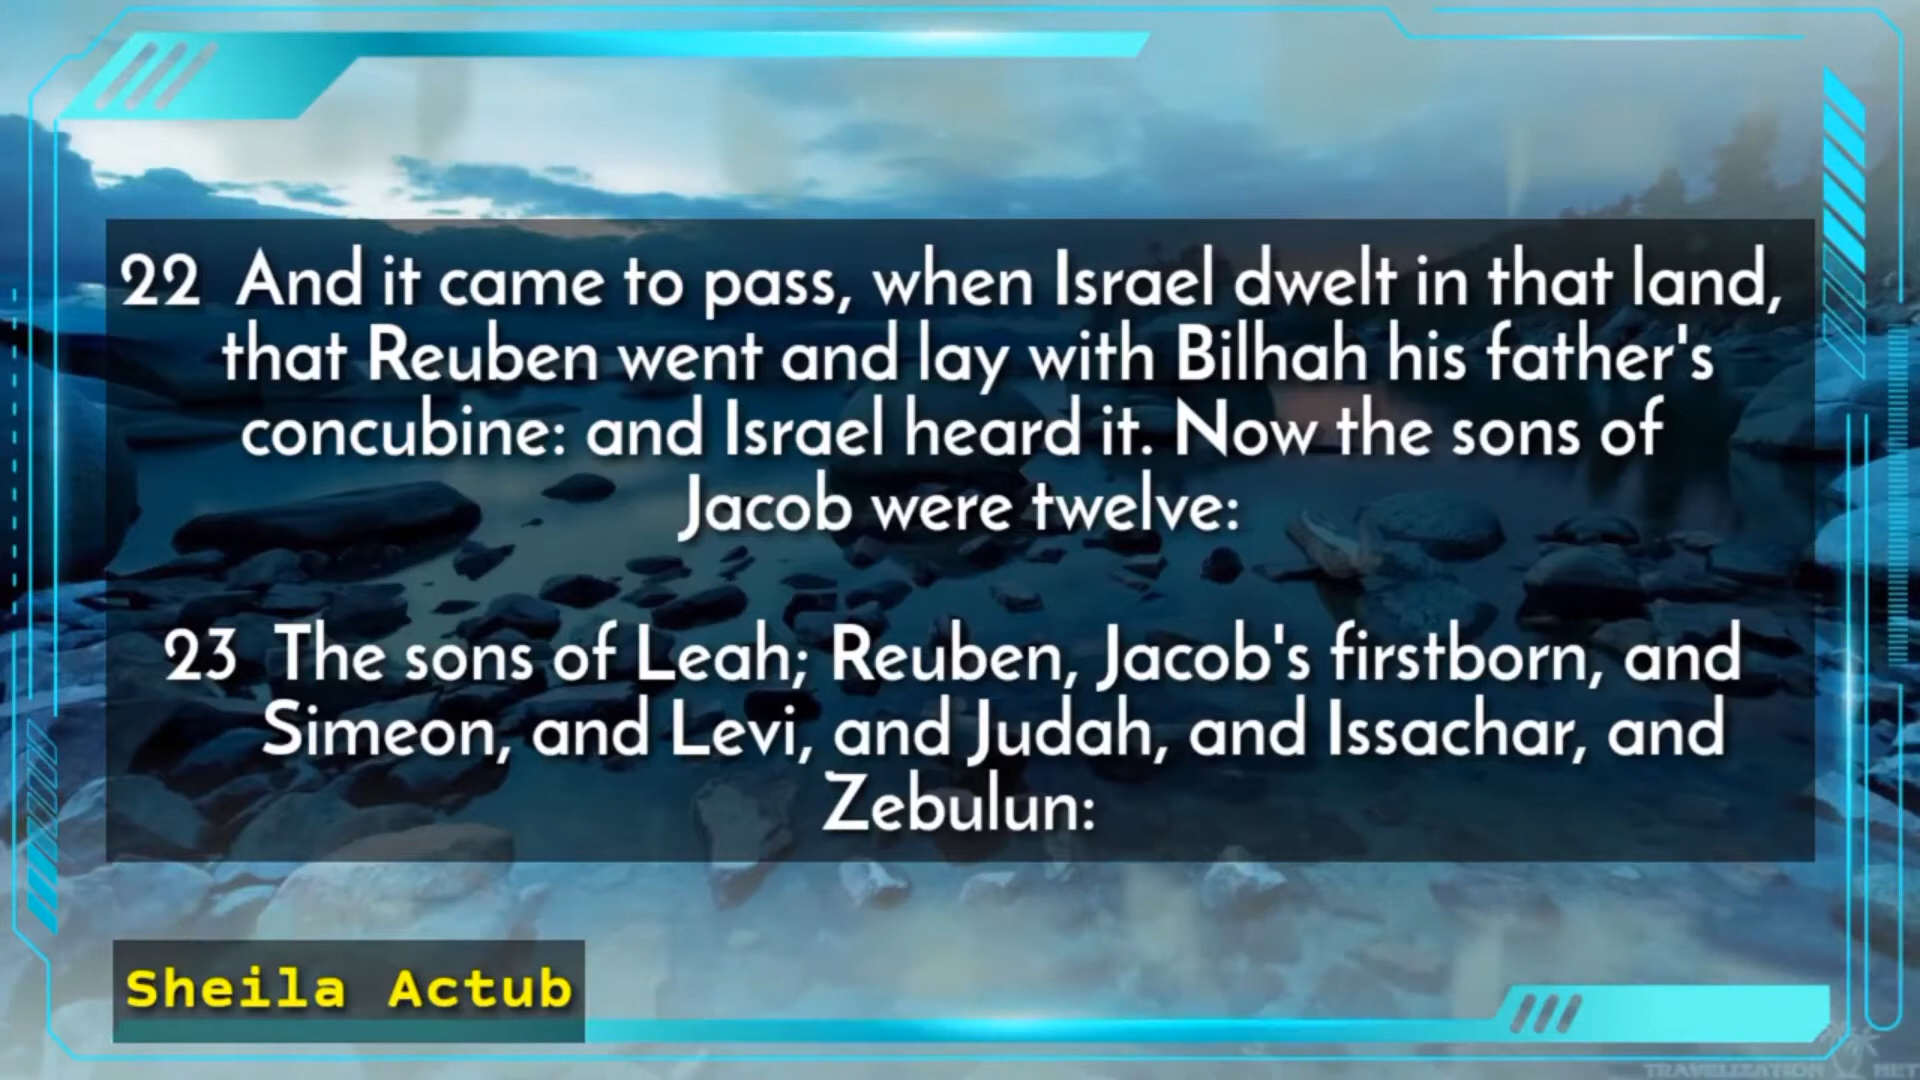 22 And it came to pass, when Israel dwelt in that land,
that Reuben went and lay with Bilhah his father's
concubine: and Israel heard it. Now the sons of
Jacob were twelve:
23 The sons of Leah; Reuben, Jacob's firstborn, and
Simeon, and Levi, and Judah, and Issachar, and
Zebulun:
Sheila Actub
TRAVELIZATION NET